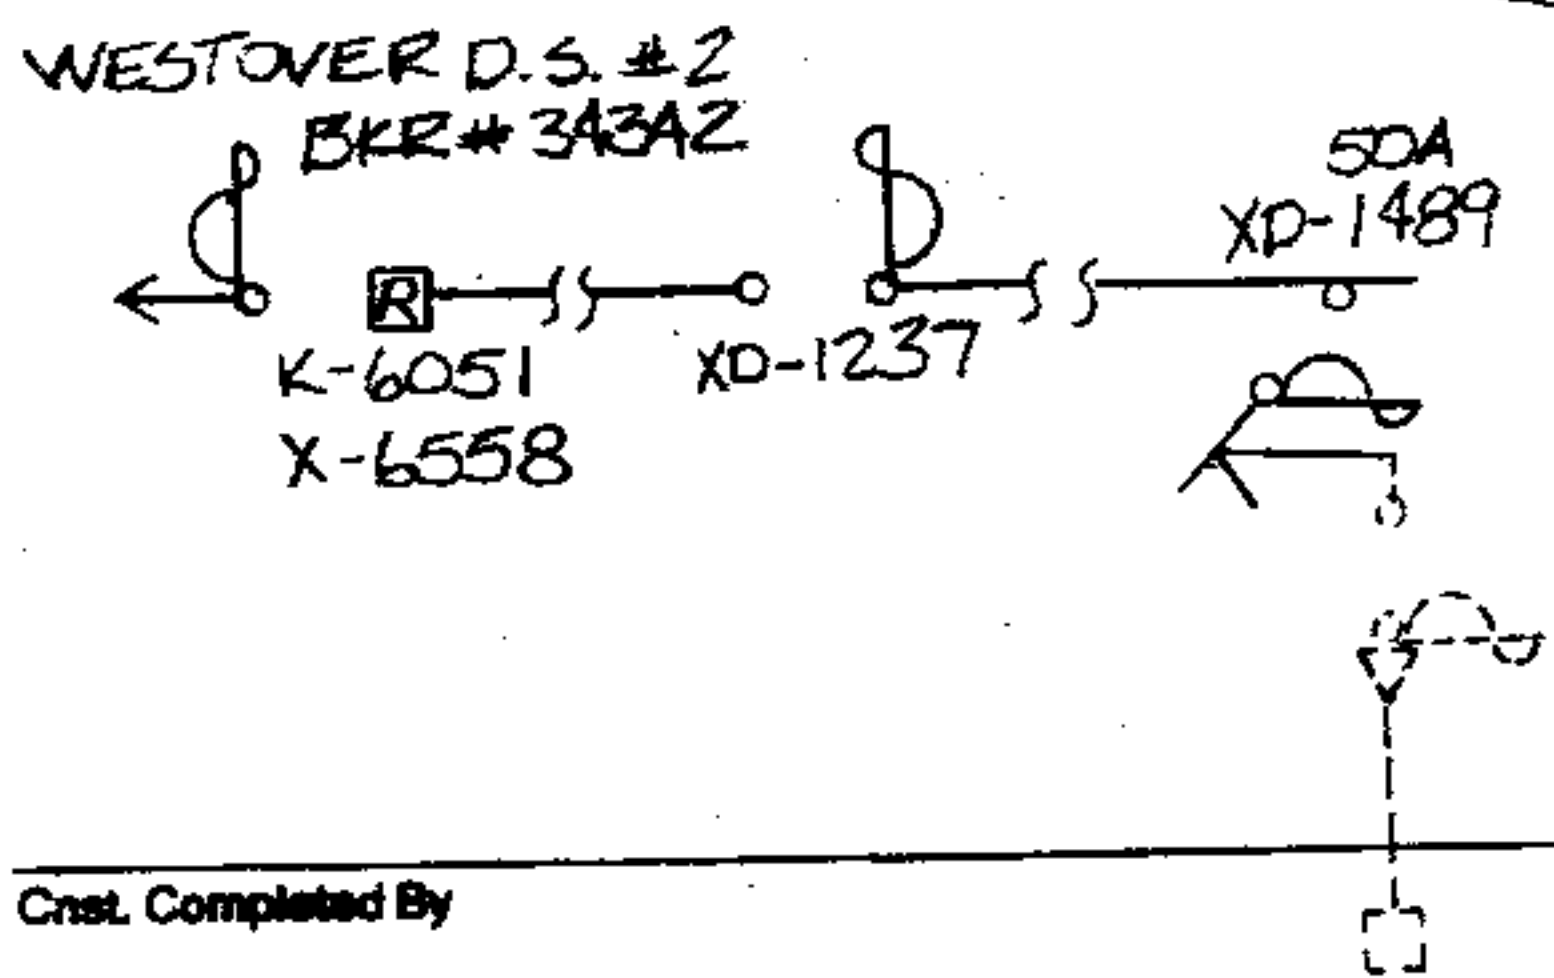 WESTOVER D.S. #2
BKR# 343A2
50A
XD-1489
R
K-6051
X-6558
XD-1237
Cnst. Completed By